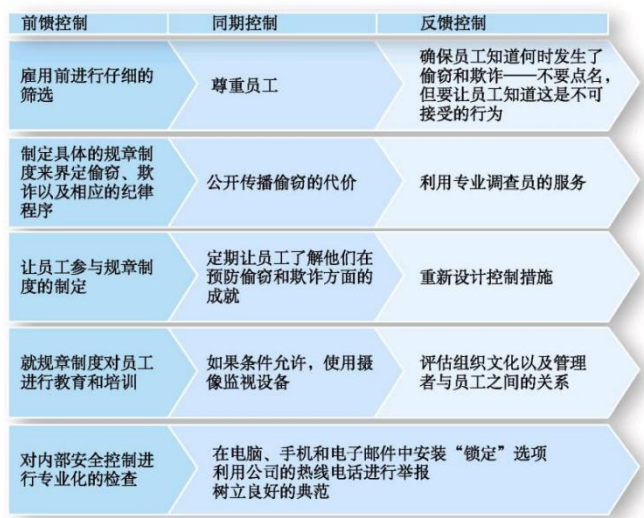 前馈控制 同期控制 反馈控制
雇用前进行仔细的
筛选
尊重员工
确保员工知道何时发生了
偷窃和欺诈——不要点名，
但要让员工知道这是不可
接受的行为
制定具体的规章制
度来界定偷窃、欺
诈以及相应的纪律
程序
公开传播偷窃的代价
利用专业调查员的服务
让员工参与规章制
度的制定
定期让员工了解他们在
预防偷窃和欺诈方面的
成就
重新设计控制措施
就规章制度对员工
进行教育和培训
如果条件允许，使用摄
像监视设备
评估组织文化以及管理
者与员工之间的关系
对内部安全控制进
行专业化的检查
在电脑、手机和电子邮件中安装“锁定”选项
利用公司的热线电话进行举报
树立良好的典范